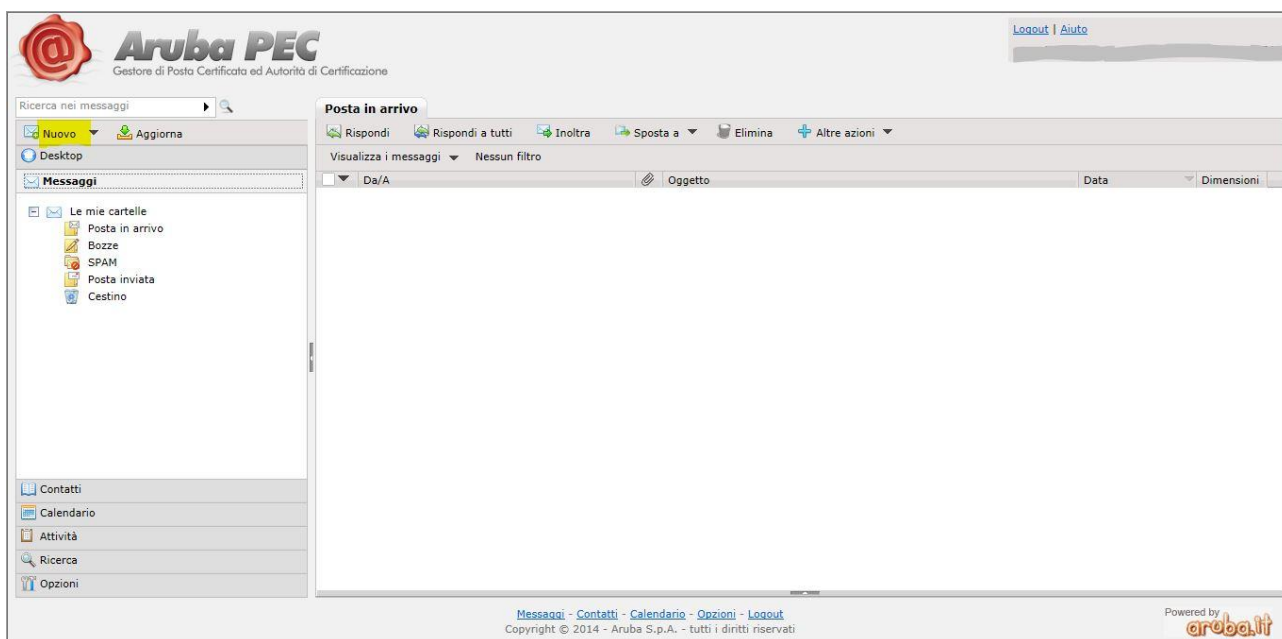 Aruba PEC
Gestore di Posta Certificata ed Autorità di Certificazione
Logout | Aiuto
Ricerca nei messaggi
Nuovo Aggiorna
Desktop
Messaggi
Le mie cartelle
Posta in arrivo
Bozze
SPAM
Posta inviata
Cestino
Contatti
Calendario
Attività
Ricerca
Opzioni
Posta in arrivo
Rispondi Rispondi a tutti Inoltra Sposta a Elimina Altre azioni
Visualizza i messaggi Nessun filtro
Da/A Oggetto Data Dimensioni
Messaggi - Contatti - Calendario - Opzioni - Logout
Copyright © 2014 - Aruba S.p.A. - tutti i diritti riservati
Powered by
aruba.it